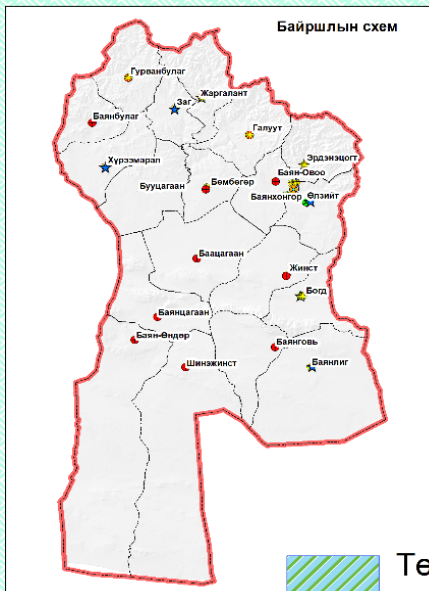 Байршлын схем
Гурванбулаг
Жаргалант
Заг
Баянбулаг
Галуут
Эрдэнэцогт
Хүрээмарал
Баян-Овоо
Бууцагаан
Бөмбөгөр
Баянхонгор
Өлзийт
Баацагаан
Жинст
Богд
Баянцагаан
Баян-Өндөр
Баянговь
Шинэжинст
Баянлиг
Тө